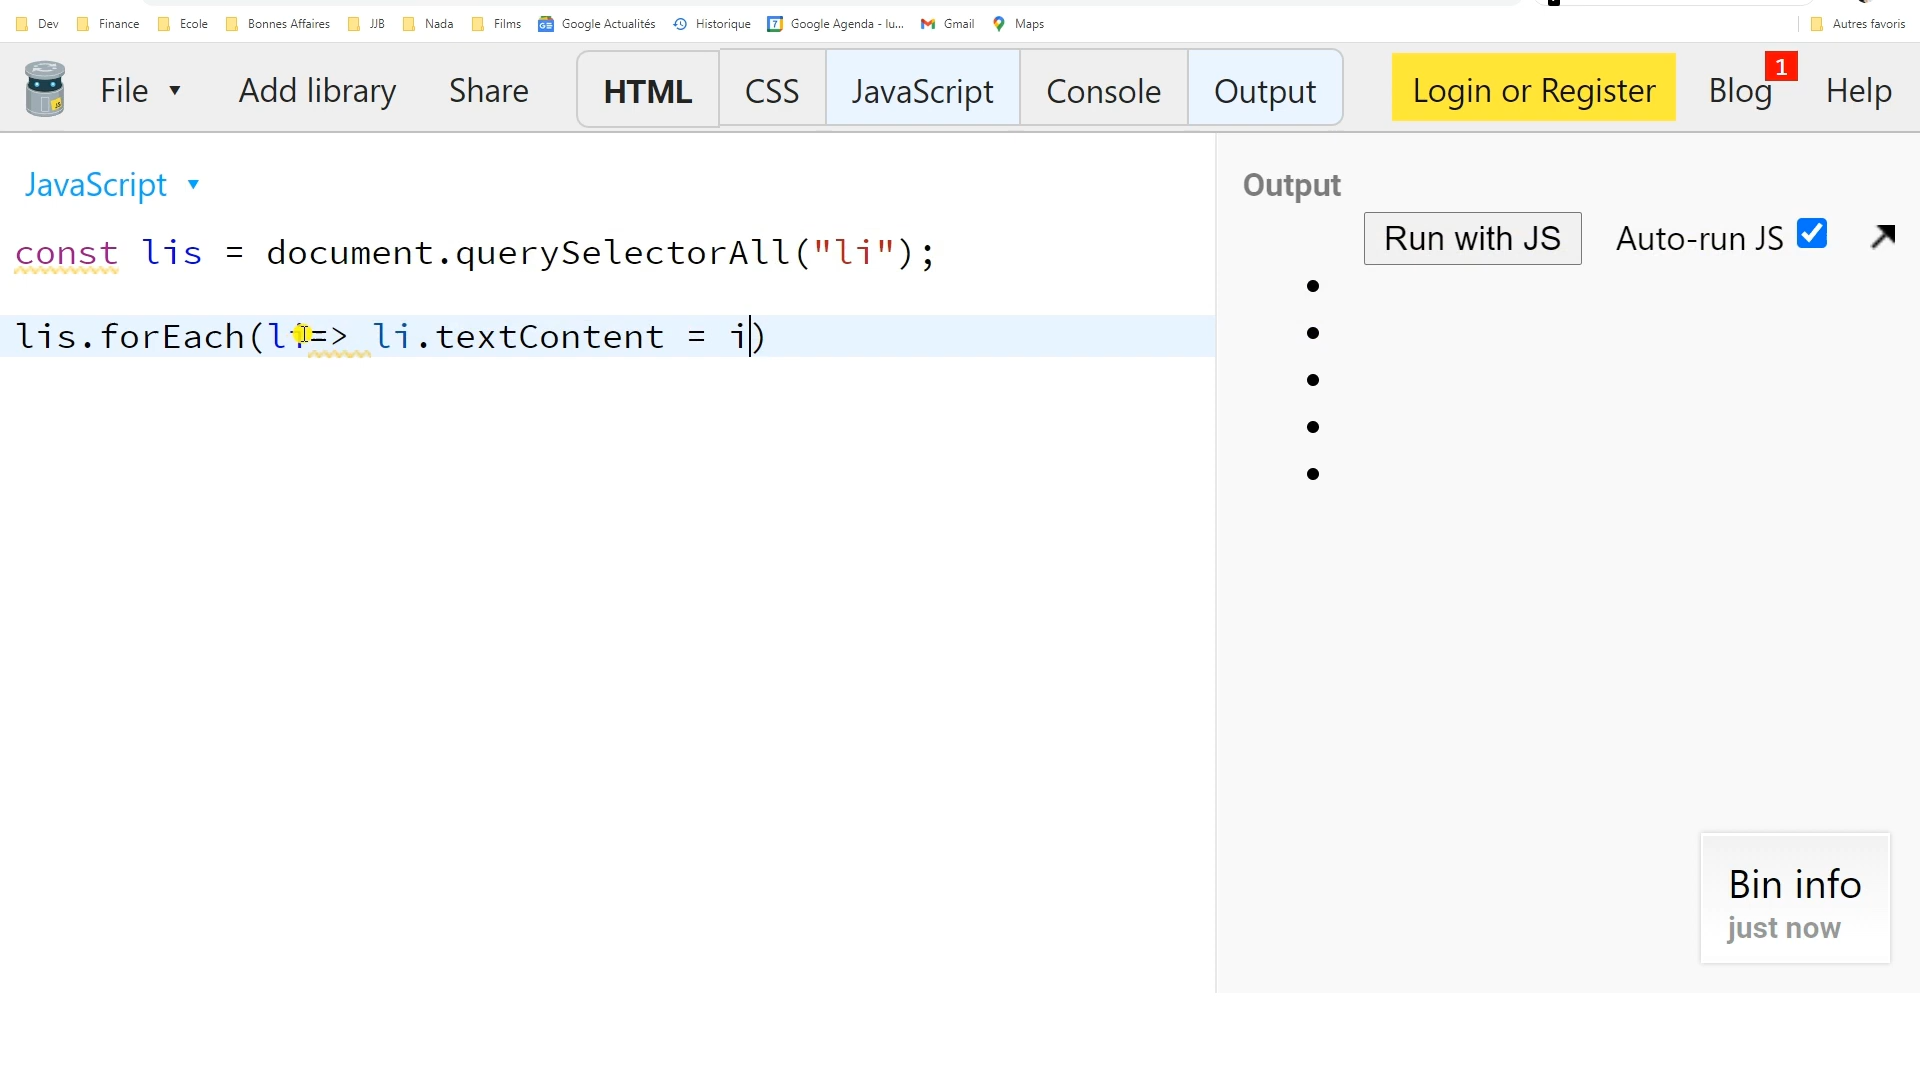 Dev Finance Ecole Bonnes Affaires JJB Nada Films Google Actualités Historique Google Agenda - lu... Gmail Maps Autres favoris
File ▼ Add library Share HTML CSS JavaScript Console Output Login or Register Blog 1 Help
JavaScript ▼
Output
Run with JS Auto-run JS
const lis = document.querySelectorAll("li");
lis.forEach(li=> li.textContent = i)
Bin info
just now